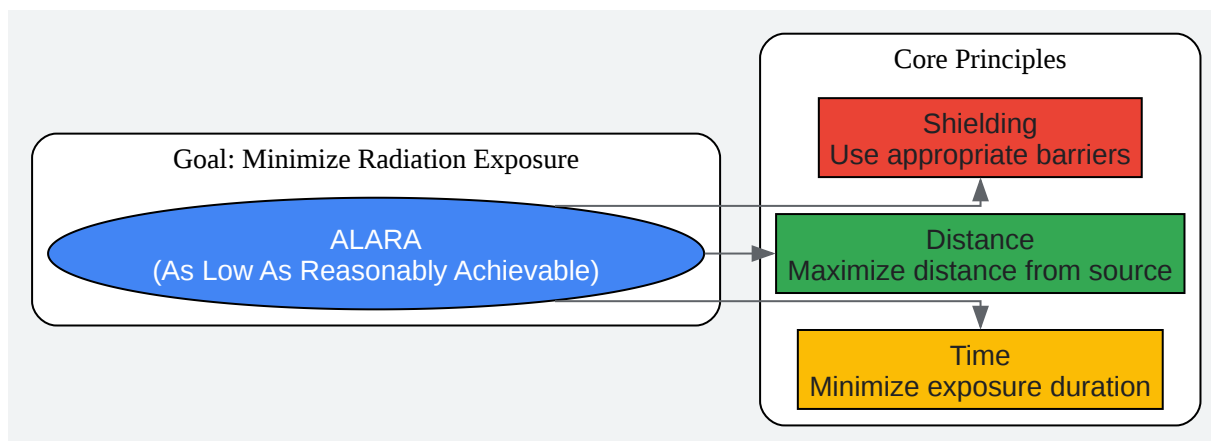 Goal: Minimize Radiation Exposure
ALARA
(As Low As Reasonably Achievable)
Core Principles
Shielding
Use appropriate barriers
Distance
Maximize distance from source
Time
Minimize exposure duration